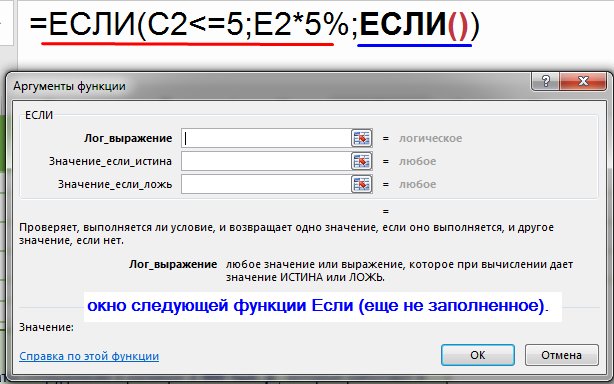 =ЕСЛИ(C2<=5;E2*5%;ЕСЛИ())
Аргументы функции
ЕСЛИ
Лог_выражение = логическое
Значение_если_истина = любое
Значение_если_ложь = любое
=
Проверяет, выполняется ли условие, и возвращает одно значение, если оно выполняется, и другое
значение, если нет.
Лог_выражение любое значение или выражение, которое при вычислении дает
значение ИСТИНА или ЛОЖЬ.
окно следующей функции Если (еще не заполненное).
Значение:
Справка по этой функции
ОК
Отмена